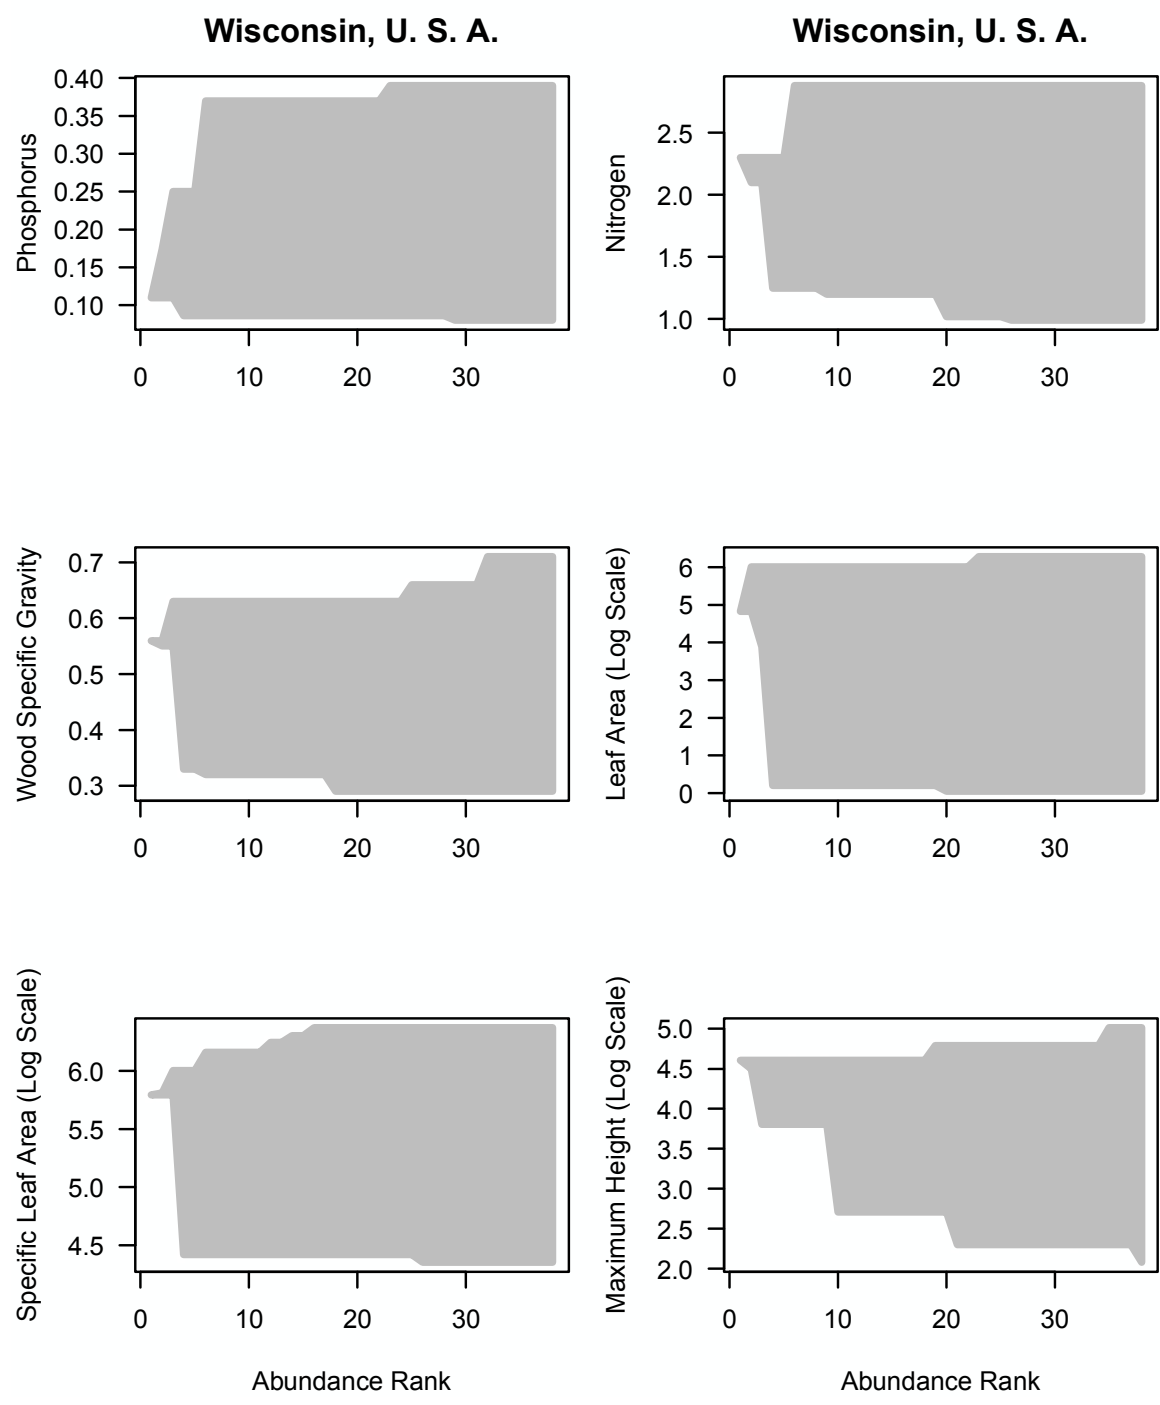 Wisconsin, U. S. A.
Phosphorus
0.40
0.35
0.30
0.25
0.20
0.15
0.10
0 10 20 30
Wisconsin, U. S. A.
Nitrogen
2.5
2.0
1.5
1.0
0 10 20 30
Wood Specific Gravity
0.7
0.6
0.5
0.4
0.3
0 10 20 30
Leaf Area (Log Scale)
6
5
4
3
2
1
0
0 10 20 30
Specific Leaf Area (Log Scale)
6.0
5.5
5.0
4.5
0 10 20 30
Abundance Rank
Maximum Height (Log Scale)
5.0
4.5
4.0
3.5
3.0
2.5
2.0
0 10 20 30
Abundance Rank